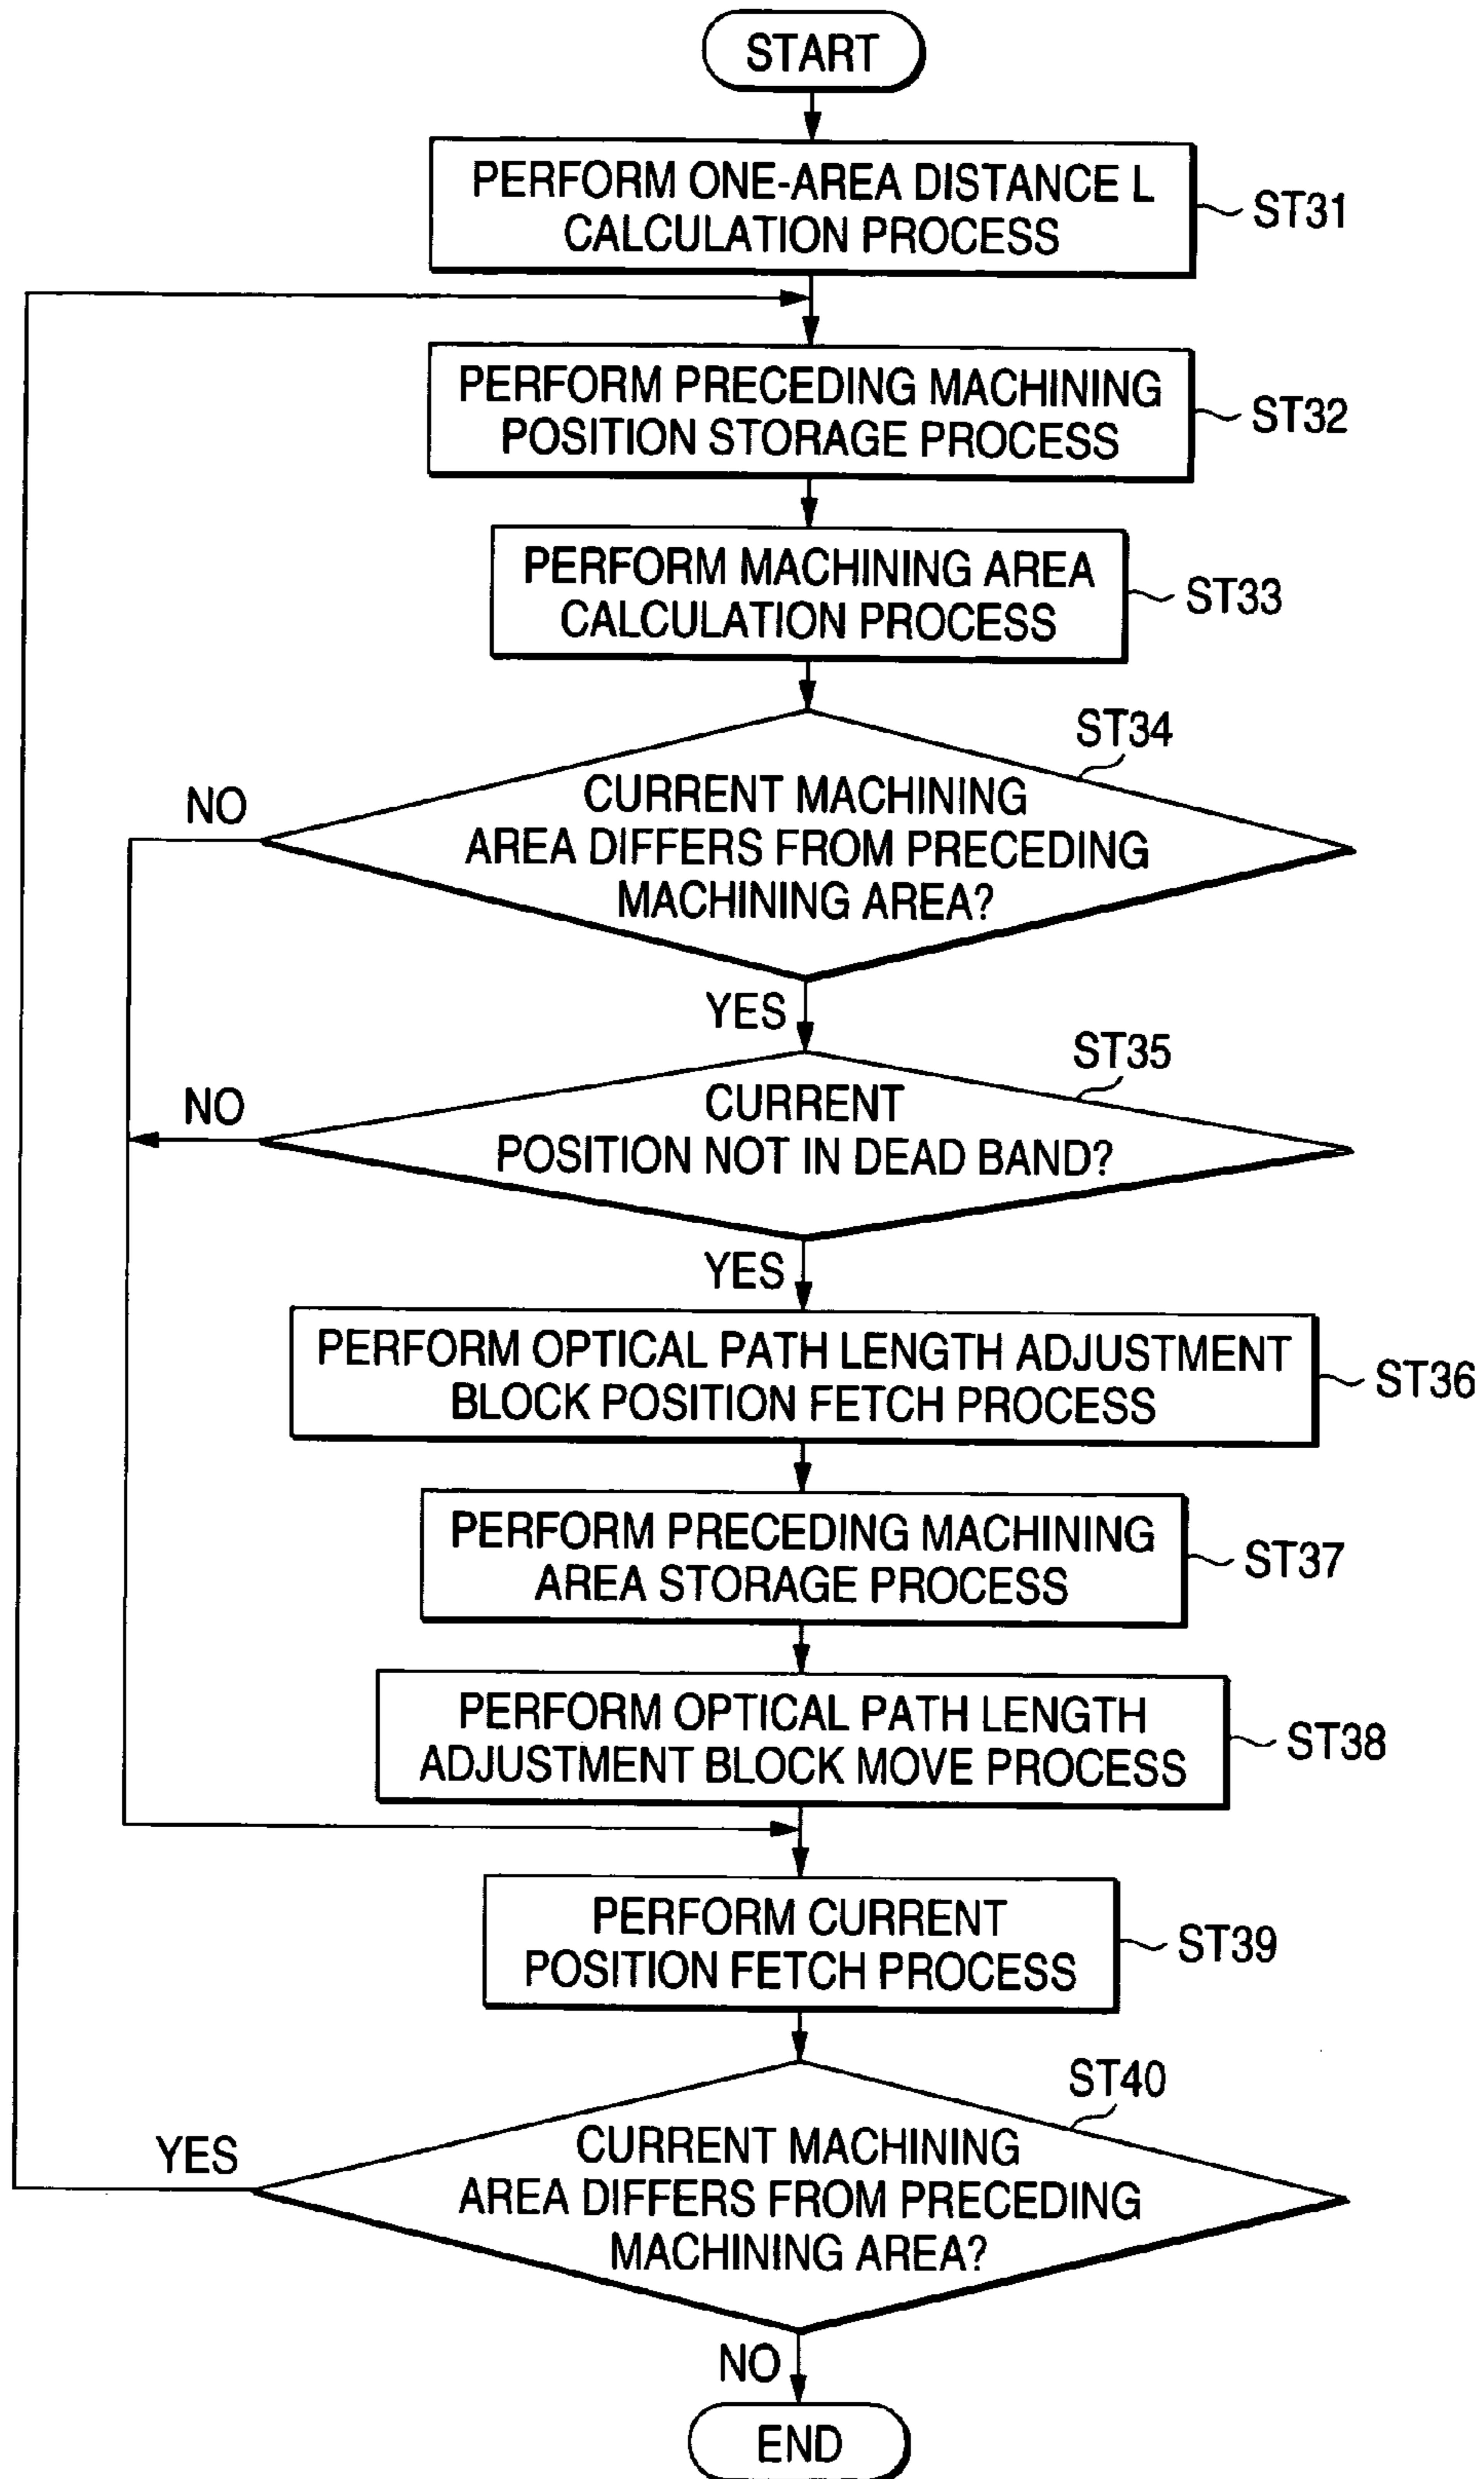 START
PERFORM ONE-AREA DISTANCE L
CALCULATION PROCESS
ST31
PERFORM PRECEDING MACHINING
POSITION STORAGE PROCESS
ST32
PERFORM MACHINING AREA
CALCULATION PROCESS
ST33
ST34
CURRENT MACHINING
AREA DIFFERS FROM PRECEDING
MACHINING AREA?
NO
YES
ST35
CURRENT
POSITION NOT IN DEAD BAND?
NO
YES
PERFORM OPTICAL PATH LENGTH ADJUSTMENT
BLOCK POSITION FETCH PROCESS
ST36
PERFORM PRECEDING MACHINING
AREA STORAGE PROCESS
ST37
PERFORM OPTICAL PATH LENGTH
ADJUSTMENT BLOCK MOVE PROCESS
ST38
PERFORM CURRENT
POSITION FETCH PROCESS
ST39
ST40
CURRENT MACHINING
AREA DIFFERS FROM PRECEDING
MACHINING AREA?
YES
NO
END